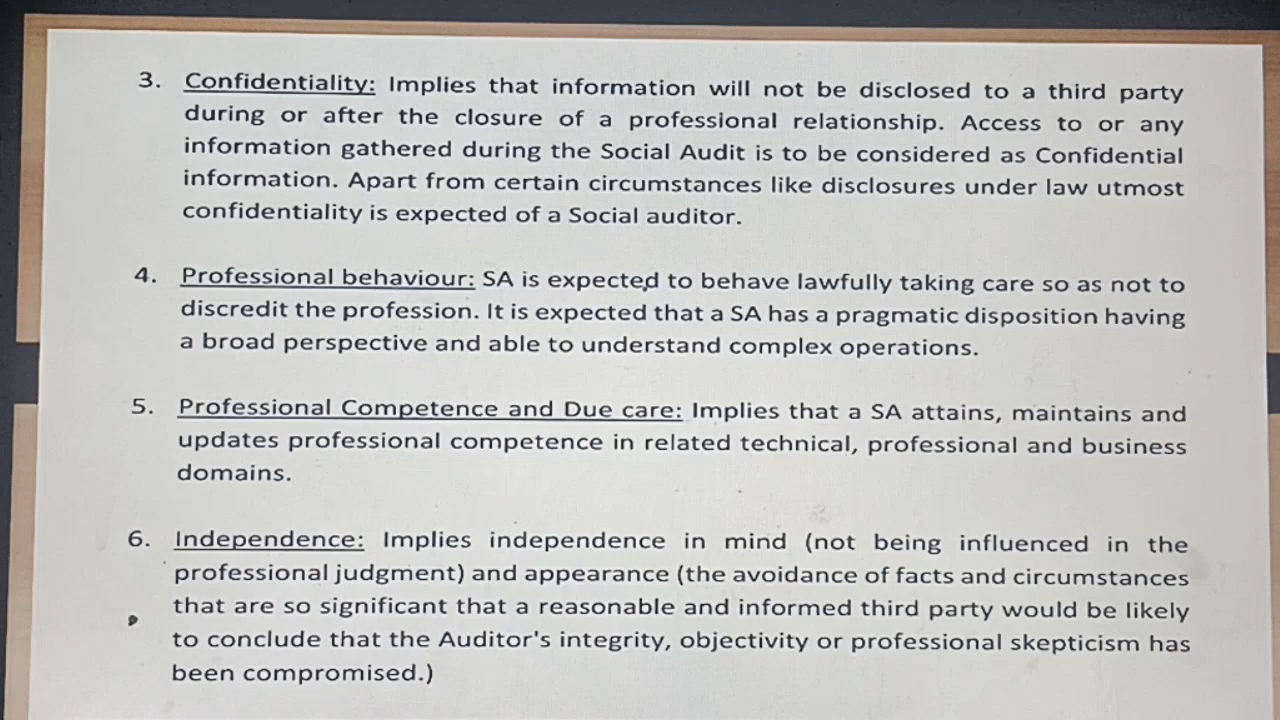 3. Confidentiality: Implies that information will not be disclosed to a third party
during or after the closure of a professional relationship. Access to or any
information gathered during the Social Audit is to be considered as Confidential
information. Apart from certain circumstances like disclosures under law utmost
confidentiality is expected of a Social auditor.
4. Professional behaviour: SA is expected to behave lawfully taking care so as not to
discredit the profession. It is expected that a SA has a pragmatic disposition having
a broad perspective and able to understand complex operations.
5. Professional Competence and Due care: Implies that a SA attains, maintains and
updates professional competence in related technical, professional and business
domains.
6. Independence: Implies independence in mind (not being influenced in the
professional judgment) and appearance (the avoidance of facts and circumstances
that are so significant that a reasonable and informed third party would be likely
to conclude that the Auditor's integrity, objectivity or professional skepticism has
been compromised.)